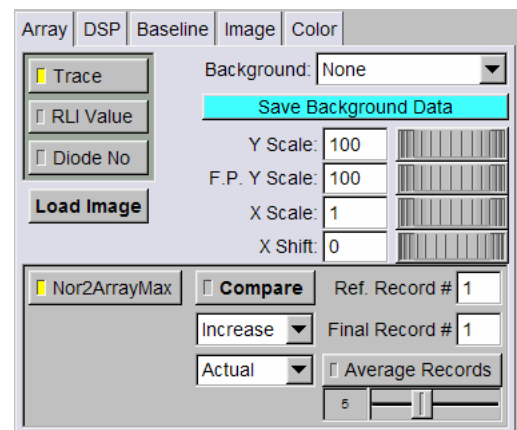 Array DSP Baseline Image Color
Trace Background: None
Save Background Data
RLI Value
Y Scale: 100
Diode No
F.P. Y Scale: 100
Load Image
X Scale: 1
X Shift: 0
Nor2ArrayMax Compare Ref. Record # 1
Increase Final Record # 1
Actual Average Records
5